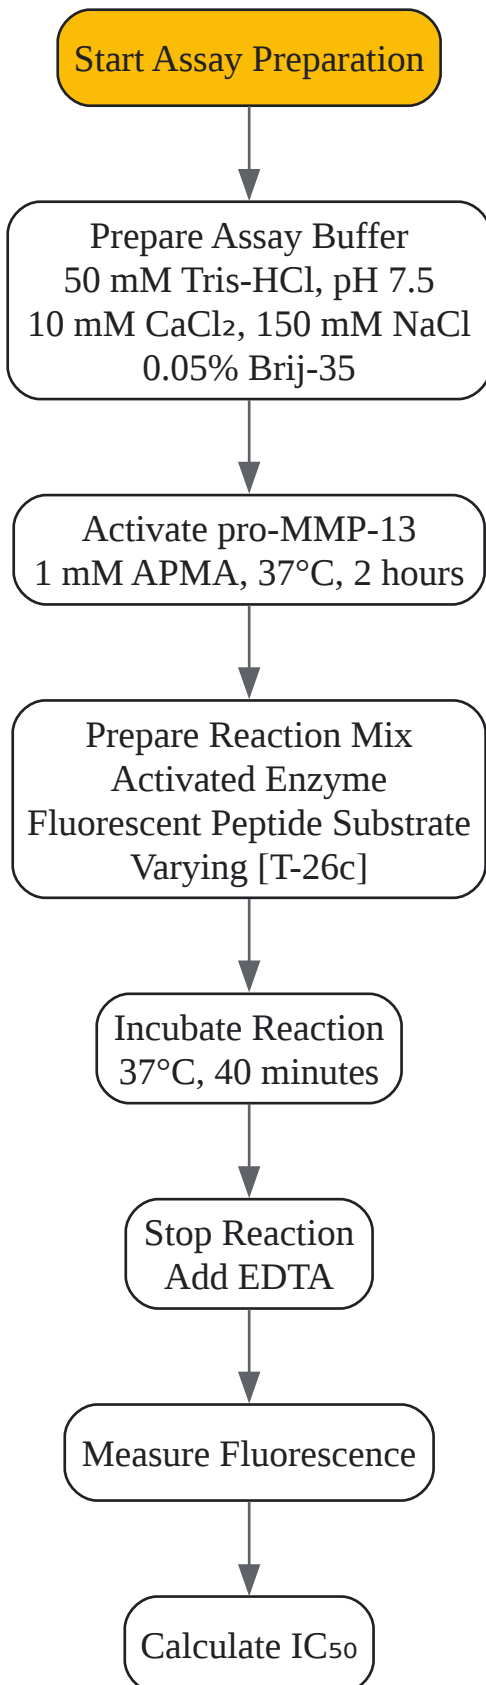 Start Assay Preparation
Prepare Assay Buffer
50 mM Tris-HCl, pH 7.5
10 mM CaCl₂, 150 mM NaCl
0.05% Brij-35
Activate pro-MMP-13
1 mM APMA, 37°C, 2 hours
Prepare Reaction Mix
Activated Enzyme
Fluorescent Peptide Substrate
Varying [T-26c]
Incubate Reaction
37°C, 40 minutes
Stop Reaction
Add EDTA
Measure Fluorescence
Calculate IC₅₀